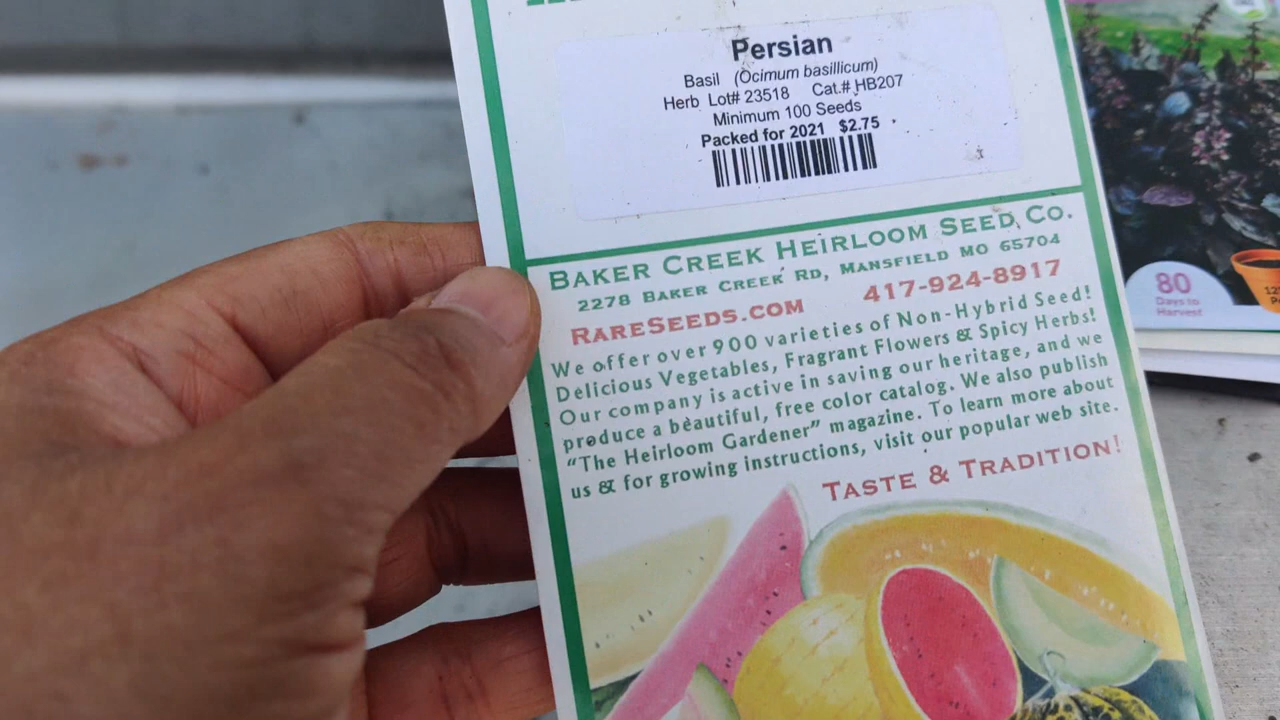 Persian
Basil (Ocimum basillicum)
Herb Lot# 23518 Cat.# HB207
Minimum 100 Seeds
Packed for 2021 $2.75
BAKER CREEK HEIRLOOM SEED CO.
2278 BAKER CREEK RD, MANSFIELD MO 65704
RARESEEDS.COM 417-924-8917
We offer over 900 varieties of Non-Hybrid Seed!
Delicious Vegetables, Fragrant Flowers & Spicy Herbs!
Our company is active in saving our heritage, and we
produce a beautiful, free color catalog. We also publish
"The Heirloom Gardener" magazine. To learn more about
us & for growing instructions, visit our popular web site.
TASTE & TRADITION!
80
Days to
Harvest